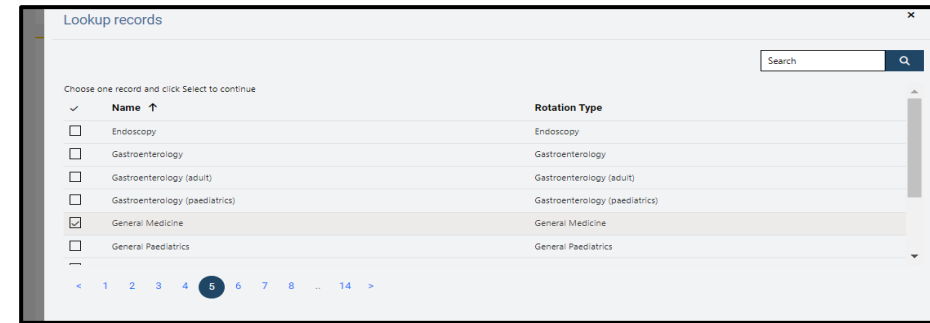 Lookup records ×
Search
Choose one record and click Select to continue
✓ Name ↑ Rotation Type
Endoscopy Endoscopy
Gastroenterology Gastroenterology
Gastroenterology (adult) Gastroenterology (adult)
Gastroenterology (paediatrics) Gastroenterology (paediatrics)
General Medicine General Medicine
General Paediatrics General Paediatrics
< 1 2 3 4 5 6 7 8 .. 14 >